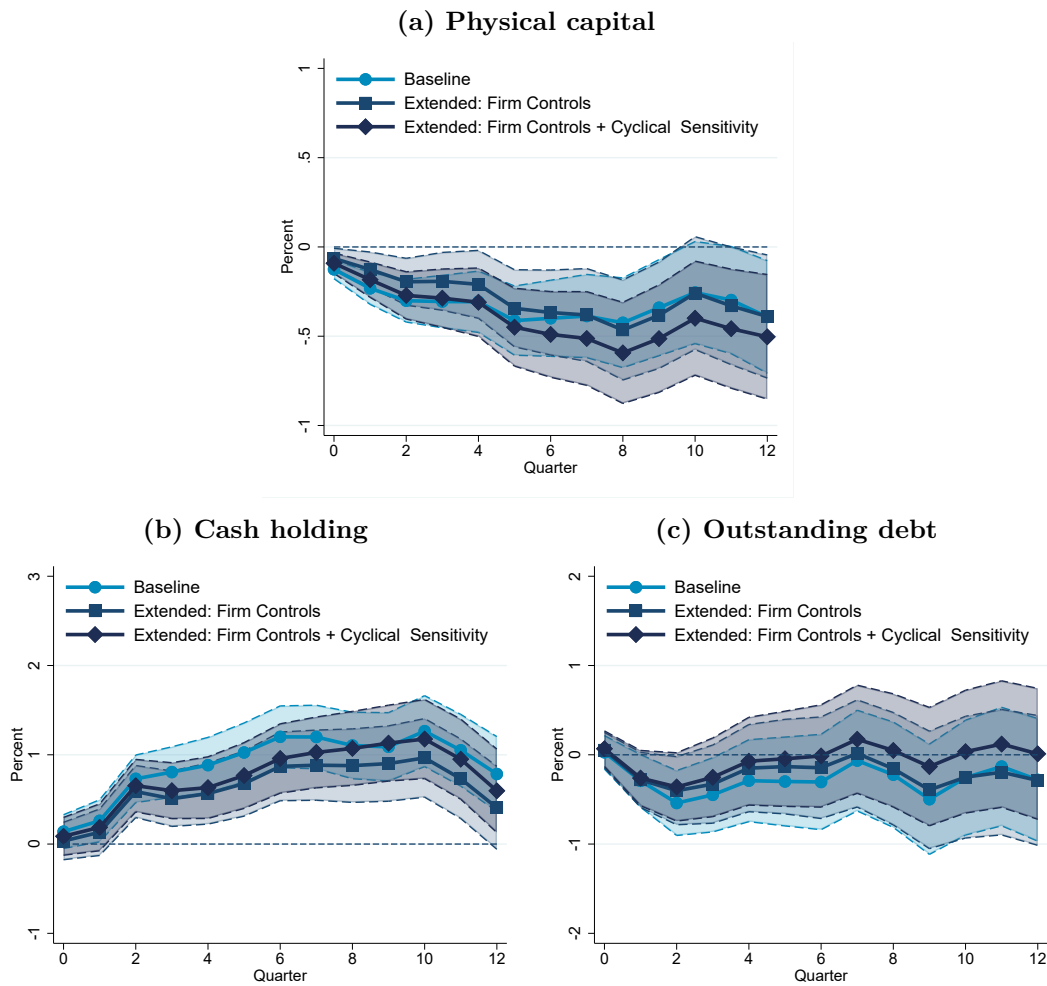 (a) Physical capital
1
.5
0
-.5
-1
Percent
Baseline
Extended: Firm Controls
Extended: Firm Controls + Cyclical Sensitivity
0 2 4 6 8 10 12
Quarter
(b) Cash holding
3
2
1
0
-1
Percent
Baseline
Extended: Firm Controls
Extended: Firm Controls + Cyclical Sensitivity
0 2 4 6 8 10 12
Quarter
(c) Outstanding debt
2
1
0
-1
-2
Percent
Baseline
Extended: Firm Controls
Extended: Firm Controls + Cyclical Sensitivity
0 2 4 6 8 10 12
Quarter